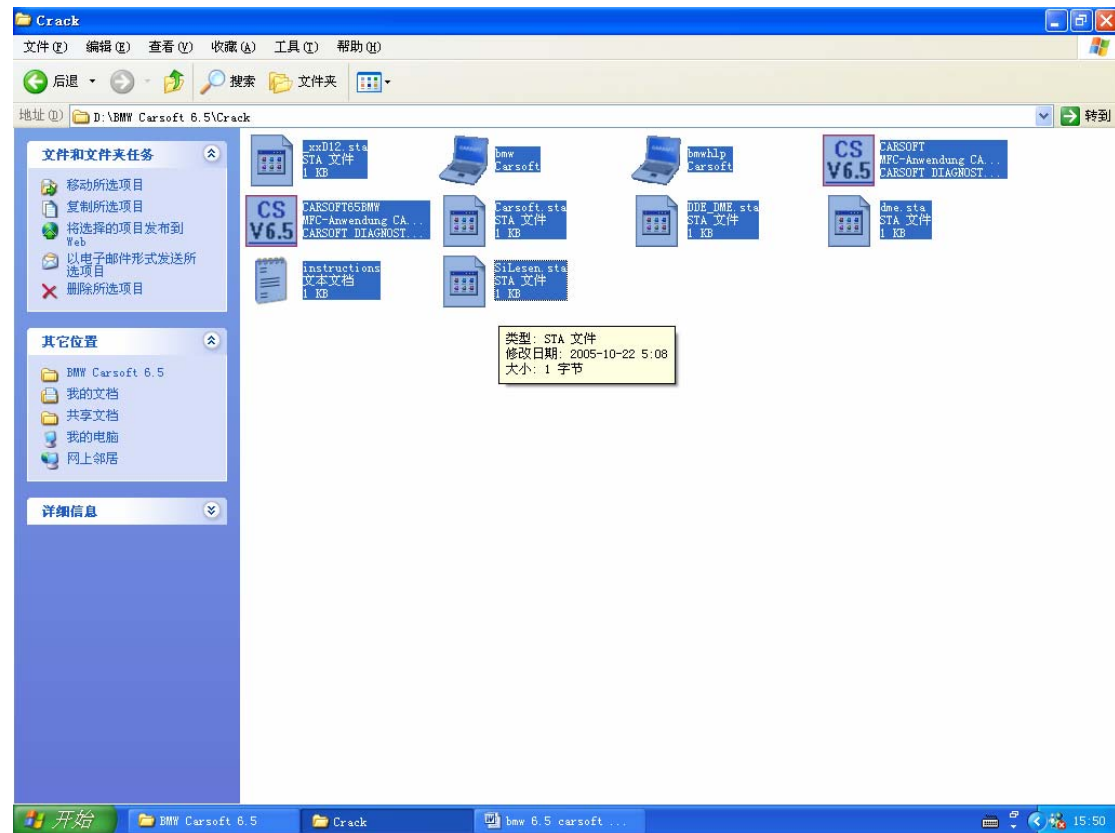 Crack
文件(F) 编辑(E) 查看(V) 收藏(A) 工具(T) 帮助(H)
后退 搜索 文件夹
地址(D) D:\BMW Carsoft 6.5\Crack 转到
文件和文件夹任务
移动所选项目
复制所选项目
将选择的项目发布到
Web
以电子邮件形式发送所
选项目
删除所选项目
其它位置
BMW Carsoft 6.5
我的文档
共享文档
我的电脑
网上邻居
详细信息
_xxD12.sta
STA 文件
1 KB
bmw
Carsoft
bmwhlp
Carsoft
CS
V6.5
CARSOFT
MFC-Anwendung CA...
CARSOFT DIAGNOST...
CS
V6.5
CARSOFT65BMW
MFC-Anwendung CA...
CARSOFT DIAGNOST...
Carsoft.sta
STA 文件
1 KB
DDE_DME.sta
STA 文件
1 KB
dme.sta
STA 文件
1 KB
instructions
文本文档
1 KB
SiLesen.sta
STA 文件
1 KB
类型: STA 文件
修改日期: 2005-10-22 5:08
大小: 1 字节
开始 BMW Carsoft 6.5 Crack bmw 6.5 carsoft ... 15:50